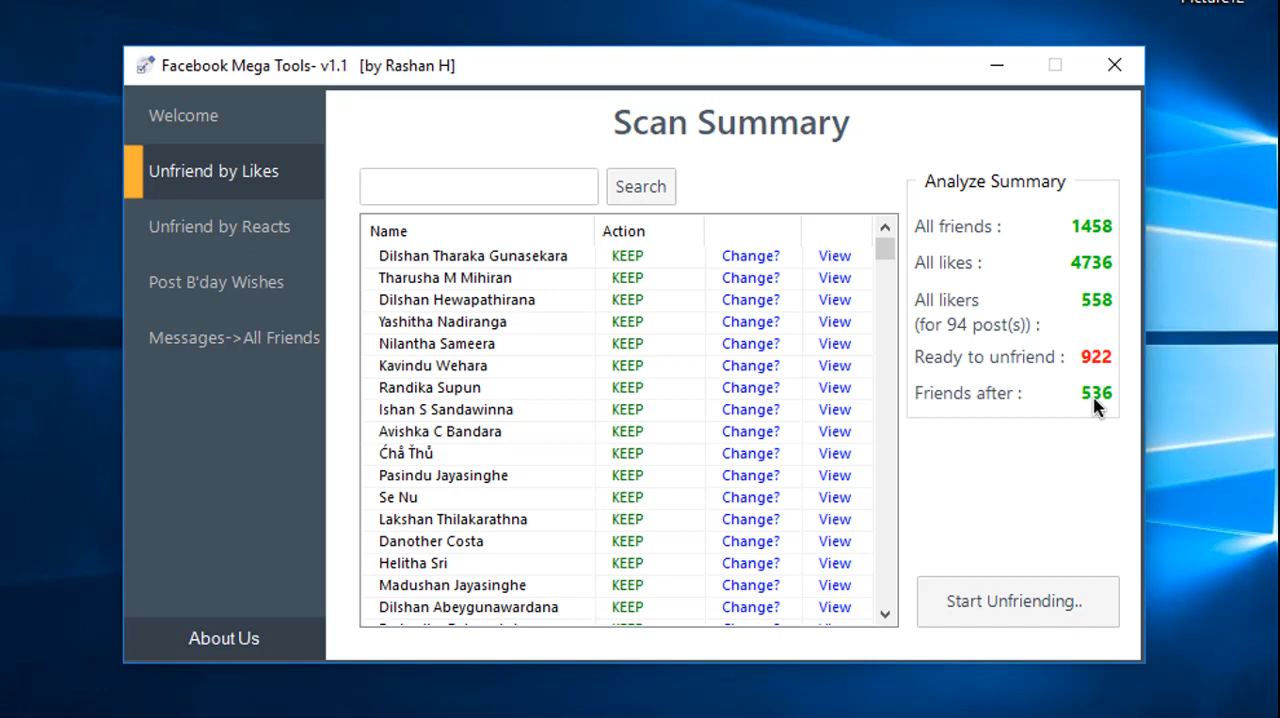 Facebook Mega Tools- v1.1 [by Rashan H]
Welcome
Unfriend by Likes
Unfriend by Reacts
Post B'day Wishes
Messages->All Friends
About Us
Scan Summary
Search
Name Action
Dilshan Tharaka Gunasekara KEEP Change? View
Tharusha M Mihiran KEEP Change? View
Dilshan Hewapathirana KEEP Change? View
Yashitha Nadiranga KEEP Change? View
Nilantha Sameera KEEP Change? View
Kavindu Wehara KEEP Change? View
Randika Supun KEEP Change? View
Ishan S Sandawinna KEEP Change? View
Avishka C Bandara KEEP Change? View
Ćhå Ťhů KEEP Change? View
Pasindu Jayasinghe KEEP Change? View
Se Nu KEEP Change? View
Lakshan Thilakarathna KEEP Change? View
Danother Costa KEEP Change? View
Helitha Sri KEEP Change? View
Madushan Jayasinghe KEEP Change? View
Dilshan Abeygunawardana KEEP Change? View
Analyze Summary
All friends : 1458
All likes : 4736
All likers 558
(for 94 post(s)) :
Ready to unfriend : 922
Friends after : 536
Start Unfriending..